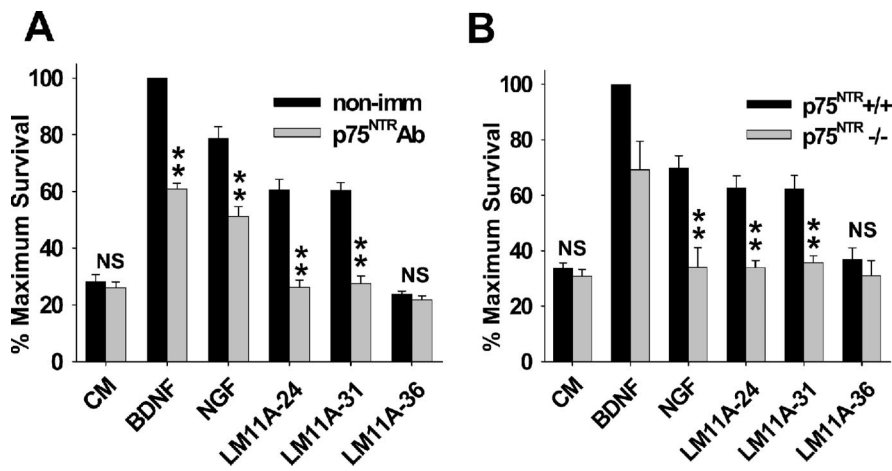 A
% Maximum Survival
100
80
60
40
20
0
non-imm
p75NTRAb
NS
**
**
**
**
NS
CM
BDNF
NGF
LM11A-24
LM11A-31
LM11A-36
B
% Maximum Survival
100
80
60
40
20
0
p75NTR+/+
p75NTR -/-
NS
**
**
**
NS
CM
BDNF
NGF
LM11A-24
LM11A-31
LM11A-36